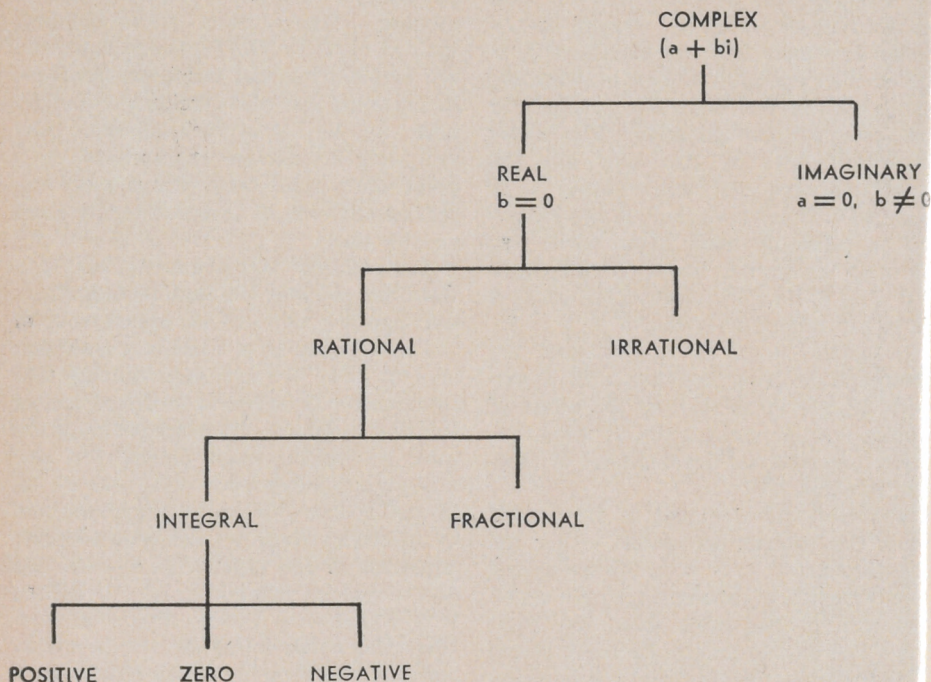 COMPLEX
(a + bi)
REAL
IMAGINARY
b = 0
a = 0, b ≠ 0
RATIONAL
IRRATIONAL
INTEGRAL
FRACTIONAL
POSITIVE
ZERO
NEGATIVE